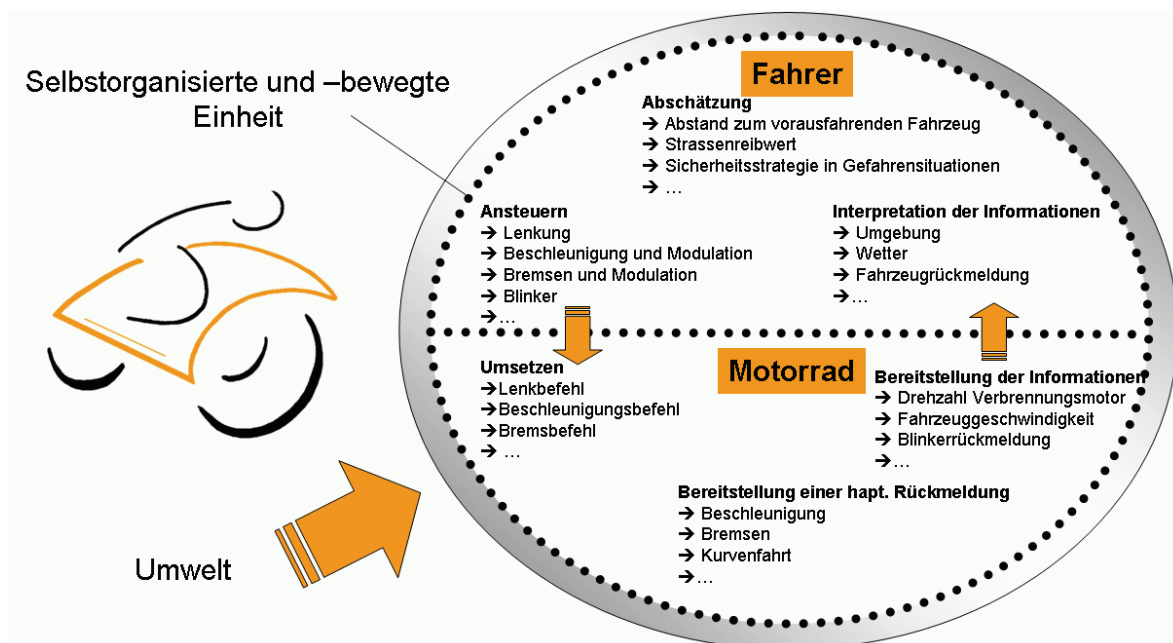 Selbstorganisierte und –bewegte
Einheit
Fahrer
Abschätzung
➔ Abstand zum vorausfahrenden Fahrzeug
➔ Strassenreibwert
➔ Sicherheitsstrategie in Gefahrensituationen
➔ …
Ansteuern
➔ Lenkung
➔ Beschleunigung und Modulation
➔ Bremsen und Modulation
➔ Blinker
➔…
Interpretation der Informationen
➔ Umgebung
➔ Wetter
➔ Fahrzeugrückmeldung
➔…
Motorrad
Umsetzen
➔Lenkbefehl
➔Beschleunigungsbefehl
➔Bremsbefehl
➔ …
Bereitstellung der Informationen
➔ Drehzahl Verbrennungsmotor
➔ Fahrzeuggeschwindigkeit
➔ Blinkerrückmeldung
➔…
Bereitstellung einer hapt. Rückmeldung
➔ Beschleunigung
➔ Bremsen
➔ Kurvenfahrt
➔…
Umwelt